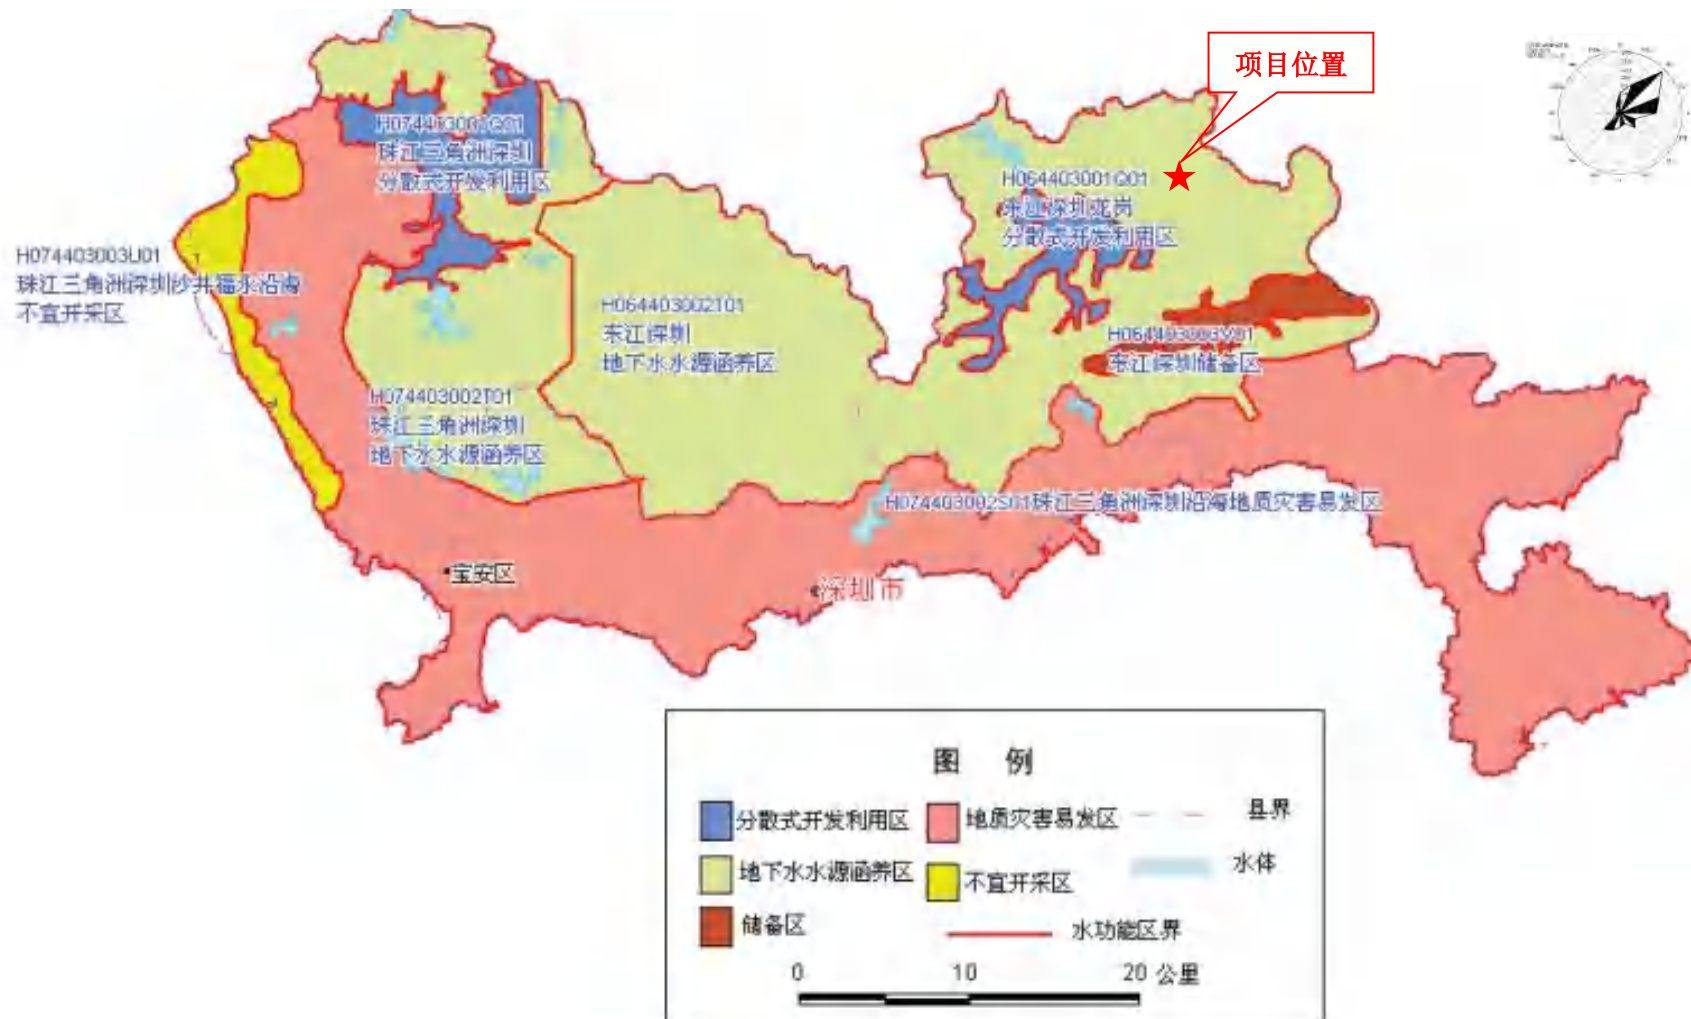 项目位置
H074403001Q01
珠江三角洲深圳
分散式开发利用区
H064403001Q01
东江深圳龙岗
分散式开发利用区
H074403003U01
珠江三角洲深圳沙井福永沿海
不宜开采区
H064403002T01
东江深圳
地下水水源涵养区
H064403003V01
东江深圳储备区
H074403002T01
珠江三角洲深圳
地下水水源涵养区
H074403002S01珠江三角洲深圳沿海地质灾害易发区
宝安区
深圳市
图 例
分散式开发利用区
地质灾害易发区
县界
地下水水源涵养区
不宜开采区
水体
储备区
水功能区界
0 10 20 公里